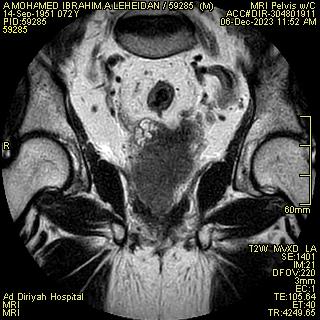 A MOHAMED IBRAHIM A LEHEIDAN / 59285 (M)
14-Sep-1951 072Y
PID:59285
59285
MRI Pelvis w/C
ACC#DIR-304801911
06-Dec-2023 11:52 AM
R
60mm
T2W_MVXD_LA
SE:1401
IM:21
DFOV:220
3mm
EC:1
TE:105.64
ET:40
TR:4249.65
Ad Diriyah Hospital
MRI
MRI